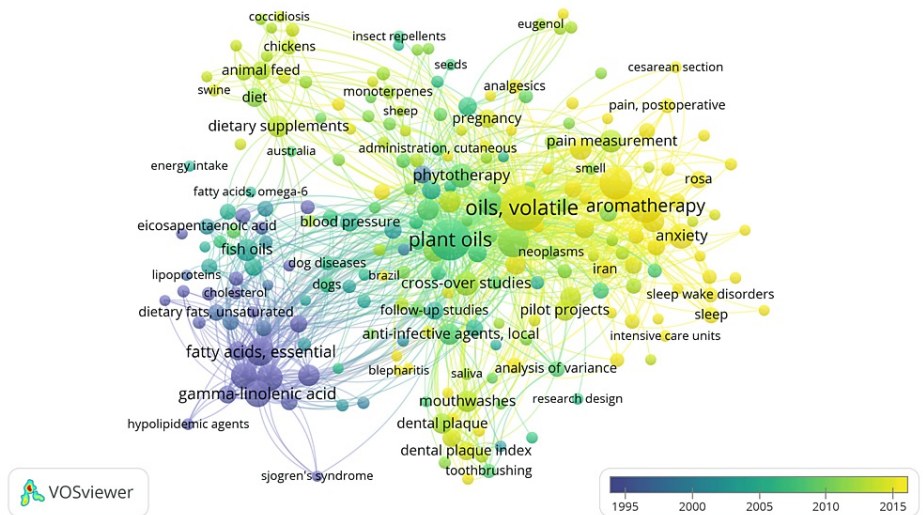 coccidiosis
eugenol
insect repellents
chickens
seeds
cesarean section
animal feed
analgesics
swine
monoterpenes
diet
sheep
pain, postoperative
pregnancy
dietary supplements
pain measurement
australia
administration, cutaneous
energy intake
smell
phytotherapy
rosa
fatty acids, omega-6
oils, volatile
aromatherapy
eicosapentaenoic acid
blood pressure
anxiety
plant oils
fish oils
neoplasms
dog diseases
iran
lipoproteins
brazil
dogs
cross-over studies
cholesterol
sleep wake disorders
dietary fats, unsaturated
follow-up studies
pilot projects
sleep
anti-infective agents, local
intensive care units
fatty acids, essential
blepharitis
saliva
analysis of variance
gamma-linolenic acid
mouthwashes
research design
hypolipidemic agents
dental plaque
dental plaque index
toothbrushing
sjogren's syndrome
VOSviewer
1995 2000 2005 2010 2015